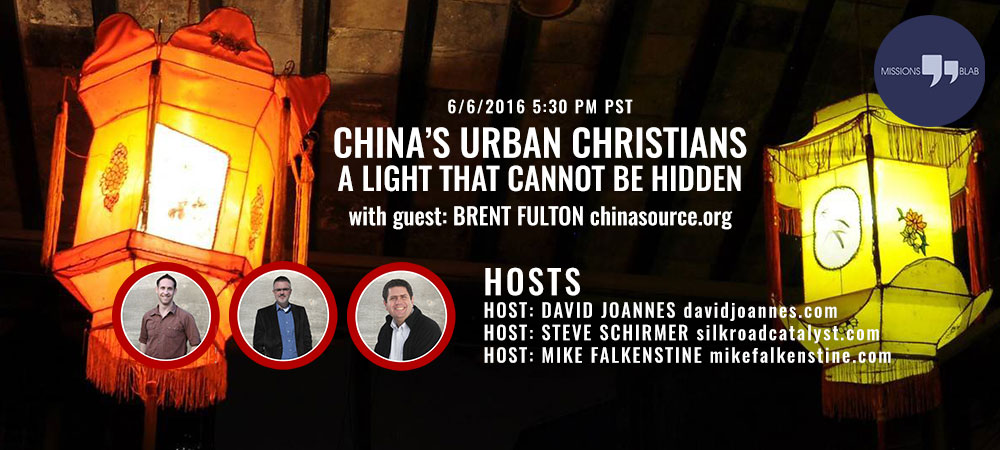 MISSIONS BLAB
6/6/2016 5:30 PM PST
CHINA’S URBAN CHRISTIANS
A LIGHT THAT CANNOT BE HIDDEN
with guest: BRENT FULTON chinasource.org
HOSTS
HOST: DAVID JOANNES davidjoannes.com
HOST: STEVE SCHIRMER silkroadcatalyst.com
HOST: MIKE FALKENSTINE mikefalkenstine.com